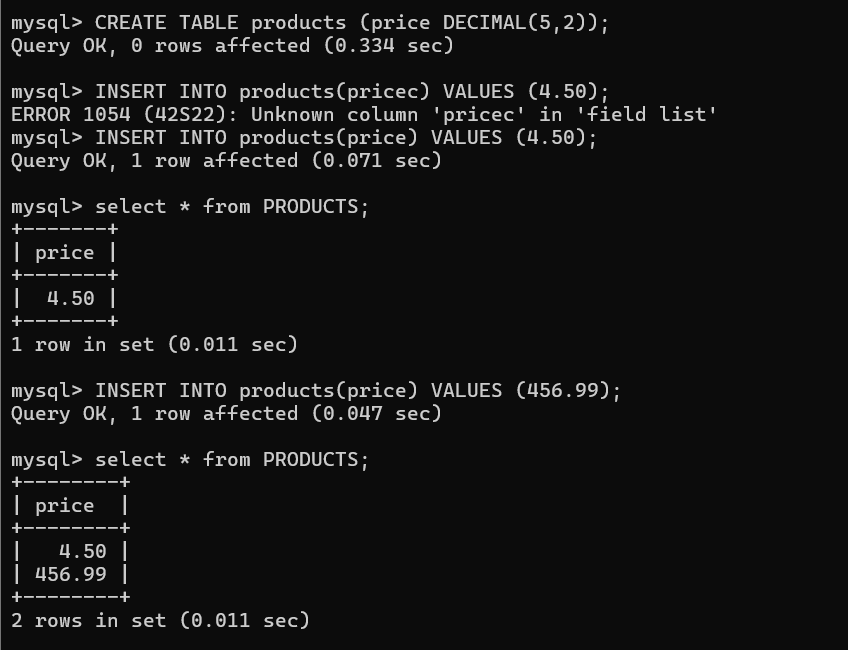 mysql> CREATE TABLE products (price DECIMAL(5,2));
Query OK, 0 rows affected (0.334 sec)

mysql> INSERT INTO products(pricec) VALUES (4.50);
ERROR 1054 (42S22): Unknown column 'pricec' in 'field list'
mysql> INSERT INTO products(price) VALUES (4.50);
Query OK, 1 row affected (0.071 sec)

mysql> select * from PRODUCTS;
+-------+
| price |
+-------+
|  4.50 |
+-------+
1 row in set (0.011 sec)

mysql> INSERT INTO products(price) VALUES (456.99);
Query OK, 1 row affected (0.047 sec)

mysql> select * from PRODUCTS;
+--------+
| price  |
+--------+
|   4.50 |
| 456.99 |
+--------+
2 rows in set (0.011 sec)